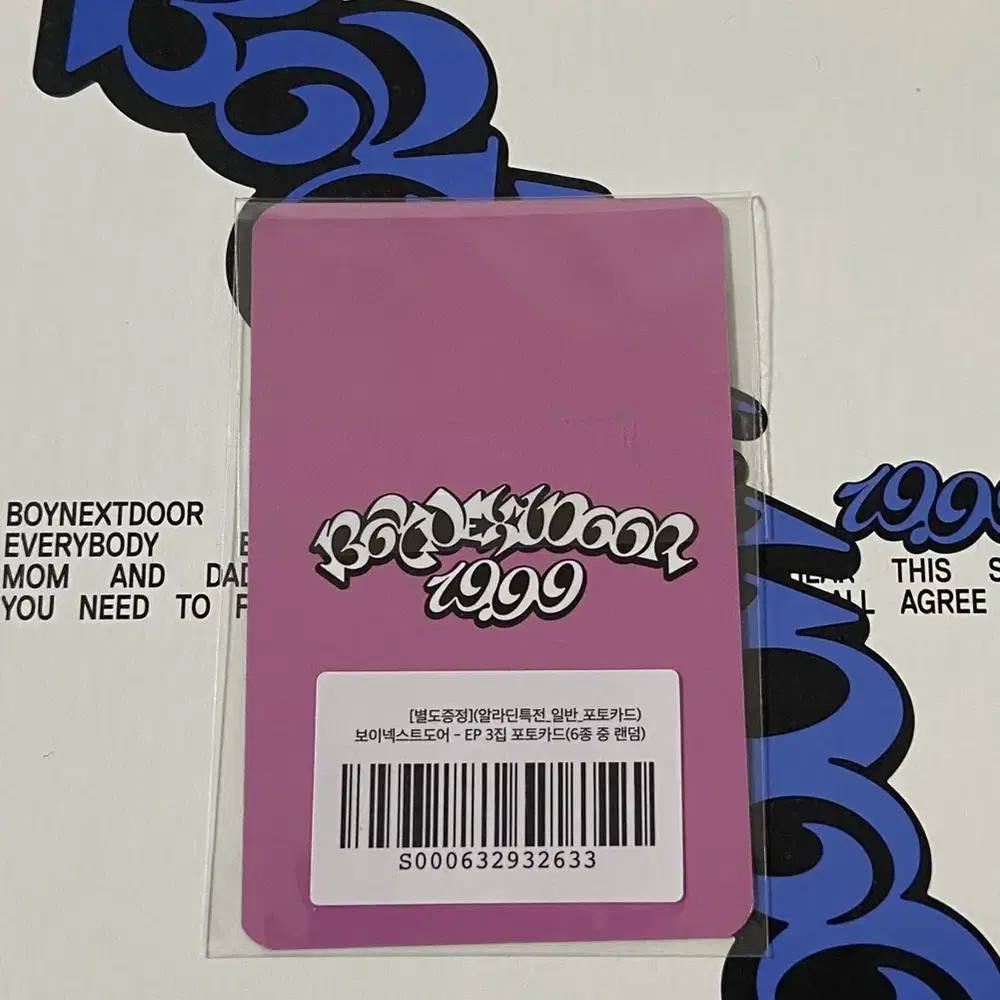 BOYNEXTDOOR
EVERYBODY
MOM AND DAD
YOU NEED TO
19.99
THIS S
ALL AGREE
BOYNEXTDOOR
19.99
[별도증정](알라딘특전_일반_포토카드)
보이넥스트도어 - EP 3집 포토카드(6종 중 랜덤)
S000632932633